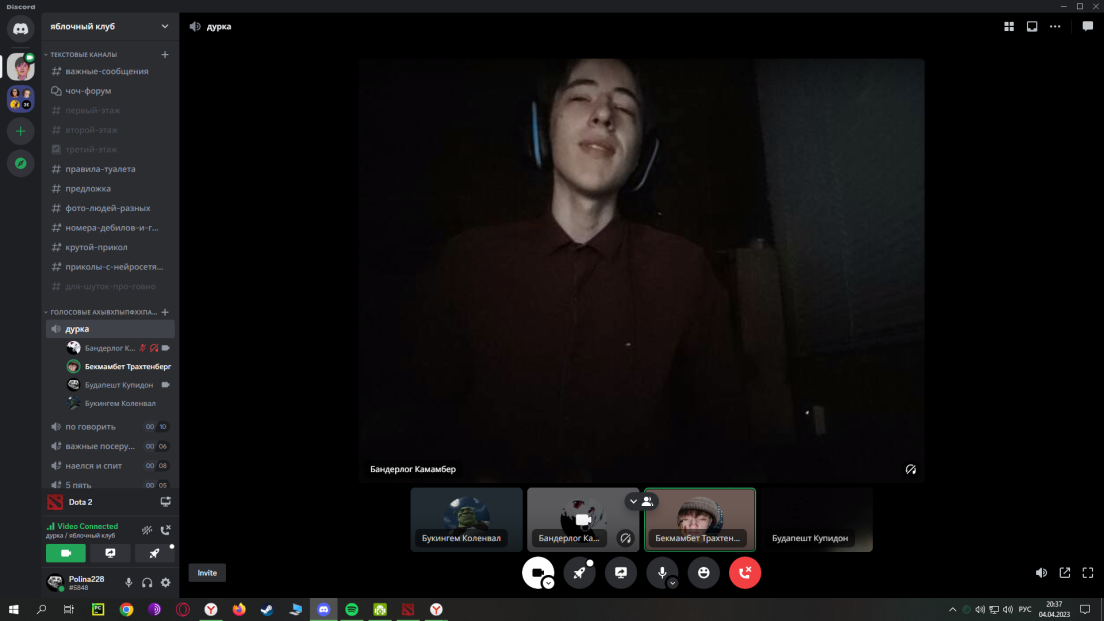 Discord
яблочный клуб
дурка
ТЕКСТОВЫЕ КАНАЛЫ
важные-сообщения
чоч-форум
первый-этаж
второй-этаж
третий-этаж
правила-туалета
предложка
фото-людей-разных
номера-дебилов-и-г...
крутой-прикол
приколы-с-нейросетя...
для-шуток-про-говно
ГОЛОСОВЫЕ АХЫВХПЫПФХХПА...
дурка
Бандерлог К...
Бекмамбет Трахтенберг
Будапешт Купидон
Букингем Коленвал
по говорить 00 10
важные посеру... 00 06
наелся и спит 00 08
5 пять 00 05
Dota 2
Video Connected
дурка / яблочный клуб
Polina228
#5848
Бандерлог Камамбер
Букингем Коленвал
Бандерлог Ка...
Бекмамбет Трахтен...
Будапешт Купидон
Invite
РУС
20:37
04.04.2023